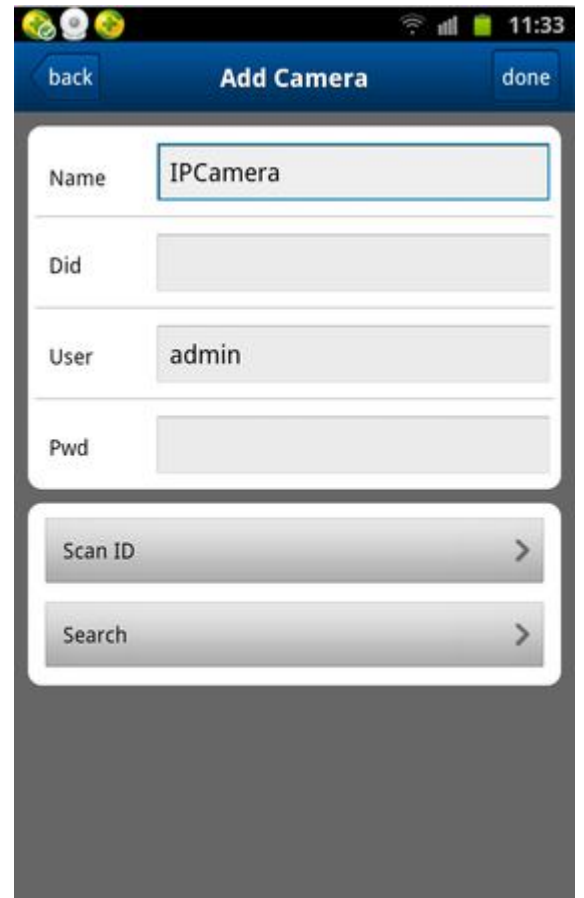 11:33
back Add Camera done
Name IPCamera
Did
User admin
Pwd
Scan ID
Search